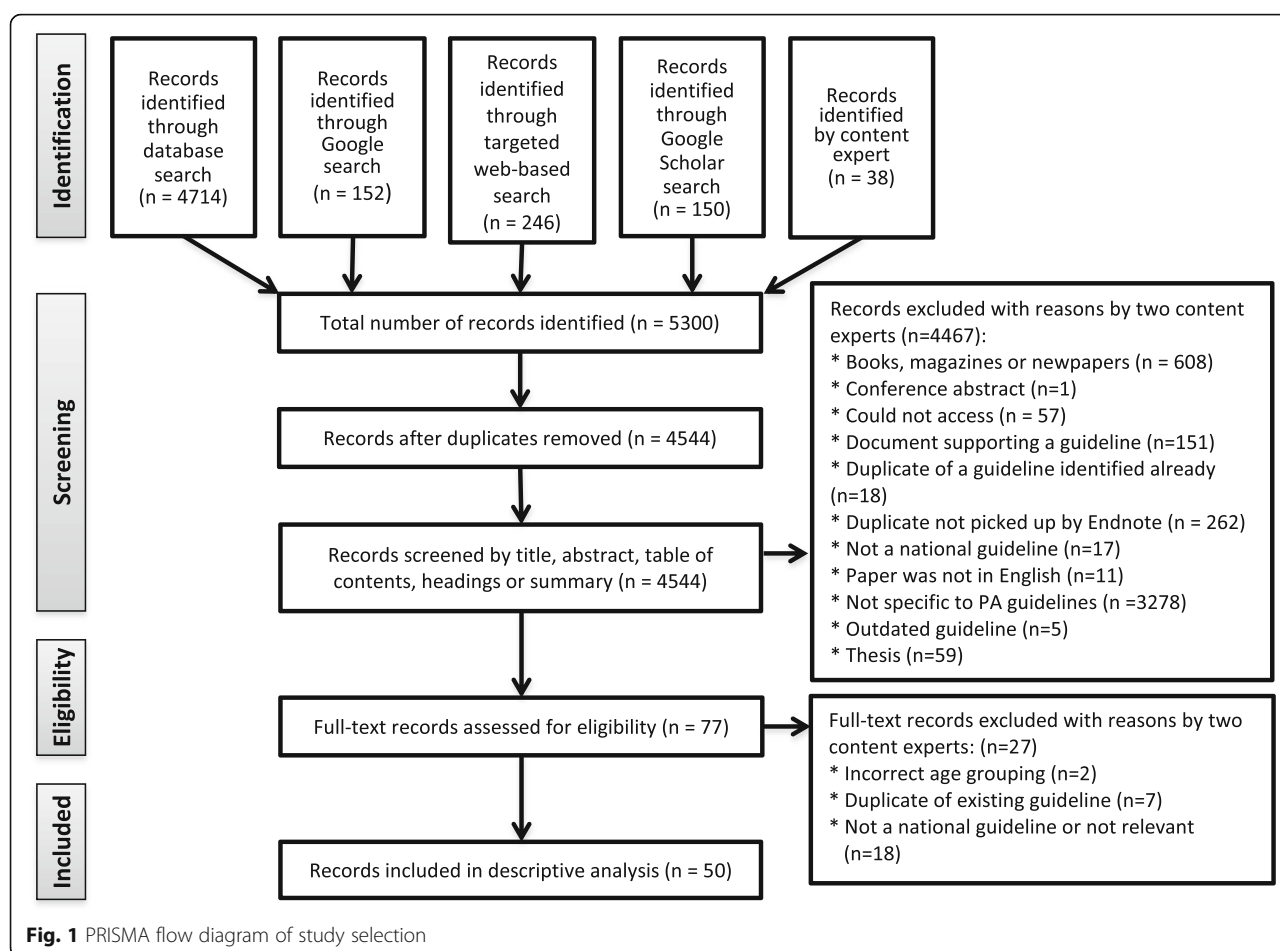 Identification
Records
identified
through
database
search
(n = 4714)
Records
identified
through
Google
search
(n = 152)
Records
identified
through
targeted
web-based
search
(n = 246)
Records
identified
through
Google
Scholar
search
(n = 150)
Records
identified
by content
expert
(n = 38)
Screening
Total number of records identified (n = 5300)
Records after duplicates removed (n = 4544)
Records screened by title, abstract, table of
contents, headings or summary (n = 4544)
Records excluded with reasons by two content
experts (n=4467):
* Books, magazines or newpapers (n = 608)
* Conference abstract (n=1)
* Could not access (n = 57)
* Document supporting a guideline (n=151)
* Duplicate of a guideline identified already
(n=18)
* Duplicate not picked up by Endnote (n = 262)
* Not a national guideline (n=17)
* Paper was not in English (n=11)
* Not specific to PA guidelines (n =3278)
* Outdated guideline (n=5)
* Thesis (n=59)
Eligibility
Full-text records assessed for eligibility (n = 77)
Full-text records excluded with reasons by two
content experts: (n=27)
* Incorrect age grouping (n=2)
* Duplicate of existing guideline (n=7)
* Not a national guideline or not relevant
(n=18)
Included
Records included in descriptive analysis (n = 50)
Fig. 1 PRISMA flow diagram of study selection